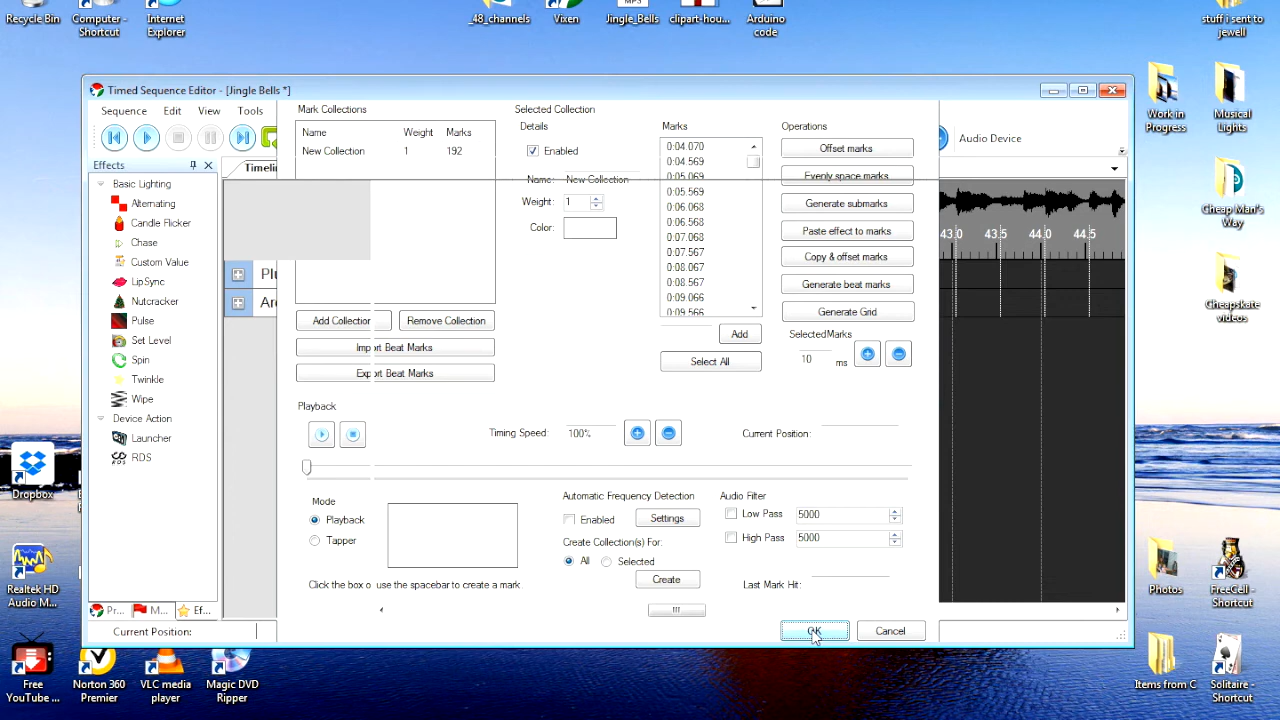 Recycle Bin
Computer -
Shortcut
Internet
Explorer
_48_channels
Vixen
Jingle_Bells
clipart-hou...
Arduino
code
stuff i sent to
jewell
Timed Sequence Editor - [Jingle Bells *]
Sequence Edit View Tools
Audio Device
Effects
Basic Lighting
Alternating
Candle Flicker
Chase
Custom Value
LipSync
Nutcracker
Pulse
Set Level
Spin
Twinkle
Wipe
Device Action
Launcher
RDS
Pr... M... Ef...
Current Position:
Timelin
Plu
Ar
Mark Collections
Name Weight Marks
New Collection 1 192
Add Collection Remove Collection
Import Beat Marks
Export Beat Marks
Selected Collection
Details
Enabled
Name: New Collection
Weight: 1
Color:
Marks
0:04.070
0:04.569
0:05.069
0:05.569
0:06.068
0:06.568
0:07.068
0:07.567
0:08.067
0:08.567
0:09.066
0:09.566
Add
Select All
Operations
Offset marks
Evenly space marks
Generate submarks
Paste effect to marks
Copy & offset marks
Generate beat marks
Generate Grid
Selected Marks
10 ms
Playback
Timing Speed: 100%
Current Position:
Mode
Playback
Tapper
Click the box o use the spacebar to create a mark
Automatic Frequency Detection
Enabled Settings
Create Collection(s) For:
All Selected
Create
Audio Filter
Low Pass 5000
High Pass 5000
Last Mark Hit:
OK Cancel
43.0 43.5 44.0 44.5
Work in
Progress
Musical
Lights
Cheap Man's
Way
Cheapskate
videos
Photos
FreeCell -
Shortcut
Items from C
Solitaire -
Shortcut
Dropbox
Realtek HD
Audio M...
Free
YouTube ...
Norton 360
Premier
VLC media
player
Magic DVD
Ripper